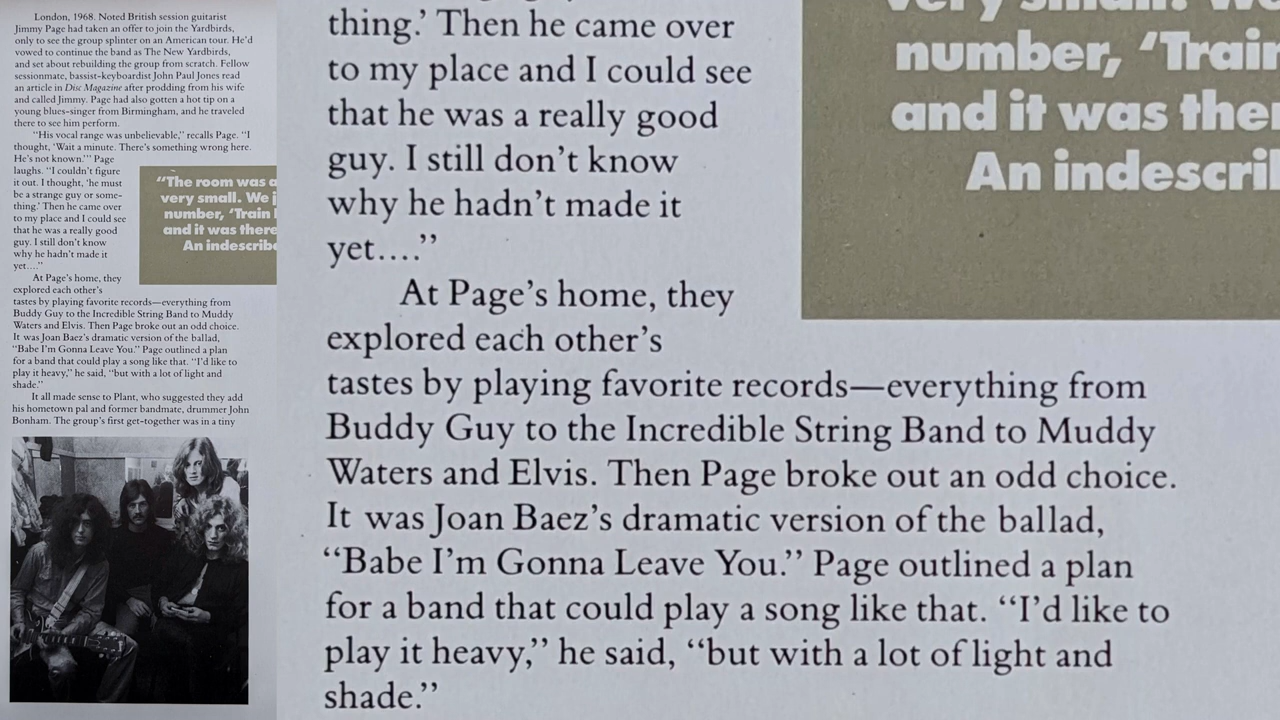 London, 1968. Noted British session guitarist
Jimmy Page had taken an offer to join the Yardbirds,
only to see the group splinter on an American tour. He'd
vowed to continue the band as The New Yardbirds,
and set about rebuilding the group from scratch. Fellow
sessionmate, bassist-keyboardist John Paul Jones read
an article in Disc Magazine after prodding from his wife
and called Jimmy. Page had also gotten a hot tip on a
young blues-singer from Birmingham, and he traveled
there to see him perform.
“His vocal range was unbelievable,” recalls Page. “I
thought, ‘Wait a minute. There's something wrong here.
He's not known.’” Page
laughs. “I couldn't figure
it out. I thought, ‘he must
be a strange guy or some-
thing.’ Then he came over
to my place and I could see
that he was a really good
guy. I still don't know
why he hadn't made it
yet....”
At Page's home, they
explored each other's
tastes by playing favorite records—everything from
Buddy Guy to the Incredible String Band to Muddy
Waters and Elvis. Then Page broke out an odd choice.
It was Joan Baez's dramatic version of the ballad,
“Babe I'm Gonna Leave You.” Page outlined a plan
for a band that could play a song like that. “I'd like to
play it heavy,” he said, “but with a lot of light and
shade.”
It all made sense to Plant, who suggested they add
his hometown pal and former bandmate, drummer John
Bonham. The group's first get-together was in a tiny
“The room was a
very small. We j
number, ‘Train
and it was there
An indescrib
thing.’ Then he came over
to my place and I could see
that he was a really good
guy. I still don't know
why he hadn't made it
yet....”
At Page's home, they
explored each other's
tastes by playing favorite records—everything from
Buddy Guy to the Incredible String Band to Muddy
Waters and Elvis. Then Page broke out an odd choice.
It was Joan Baez's dramatic version of the ballad,
“Babe I'm Gonna Leave You.” Page outlined a plan
for a band that could play a song like that. “I'd like to
play it heavy,” he said, “but with a lot of light and
shade.”
very small. We
number, ‘Train
and it was ther
An indescri